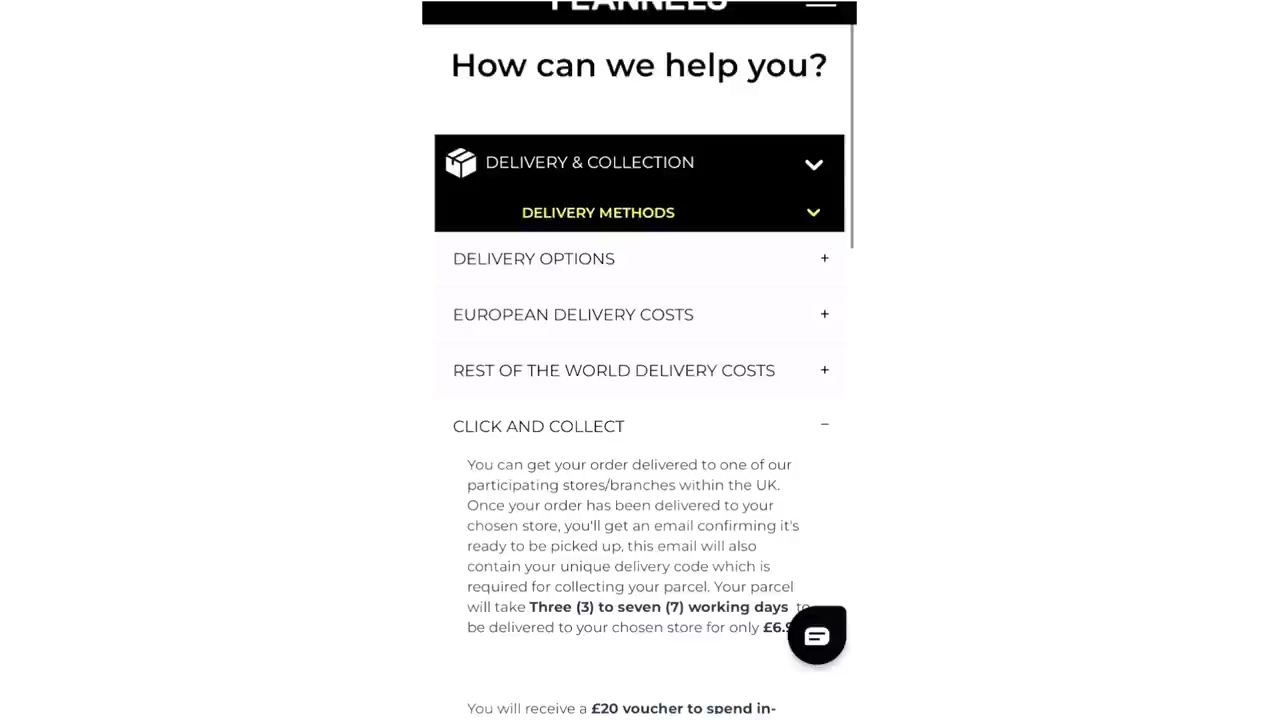 FLANNELS
How can we help you?
DELIVERY & COLLECTION
DELIVERY METHODS
DELIVERY OPTIONS +
EUROPEAN DELIVERY COSTS +
REST OF THE WORLD DELIVERY COSTS +
CLICK AND COLLECT −
You can get your order delivered to one of our
participating stores/branches within the UK.
Once your order has been delivered to your
chosen store, you'll get an email confirming it's
ready to be picked up, this email will also
contain your unique delivery code which is
required for collecting your parcel. Your parcel
will take Three (3) to seven (7) working days to
be delivered to your chosen store for only
You will receive a £20 voucher to spend in-